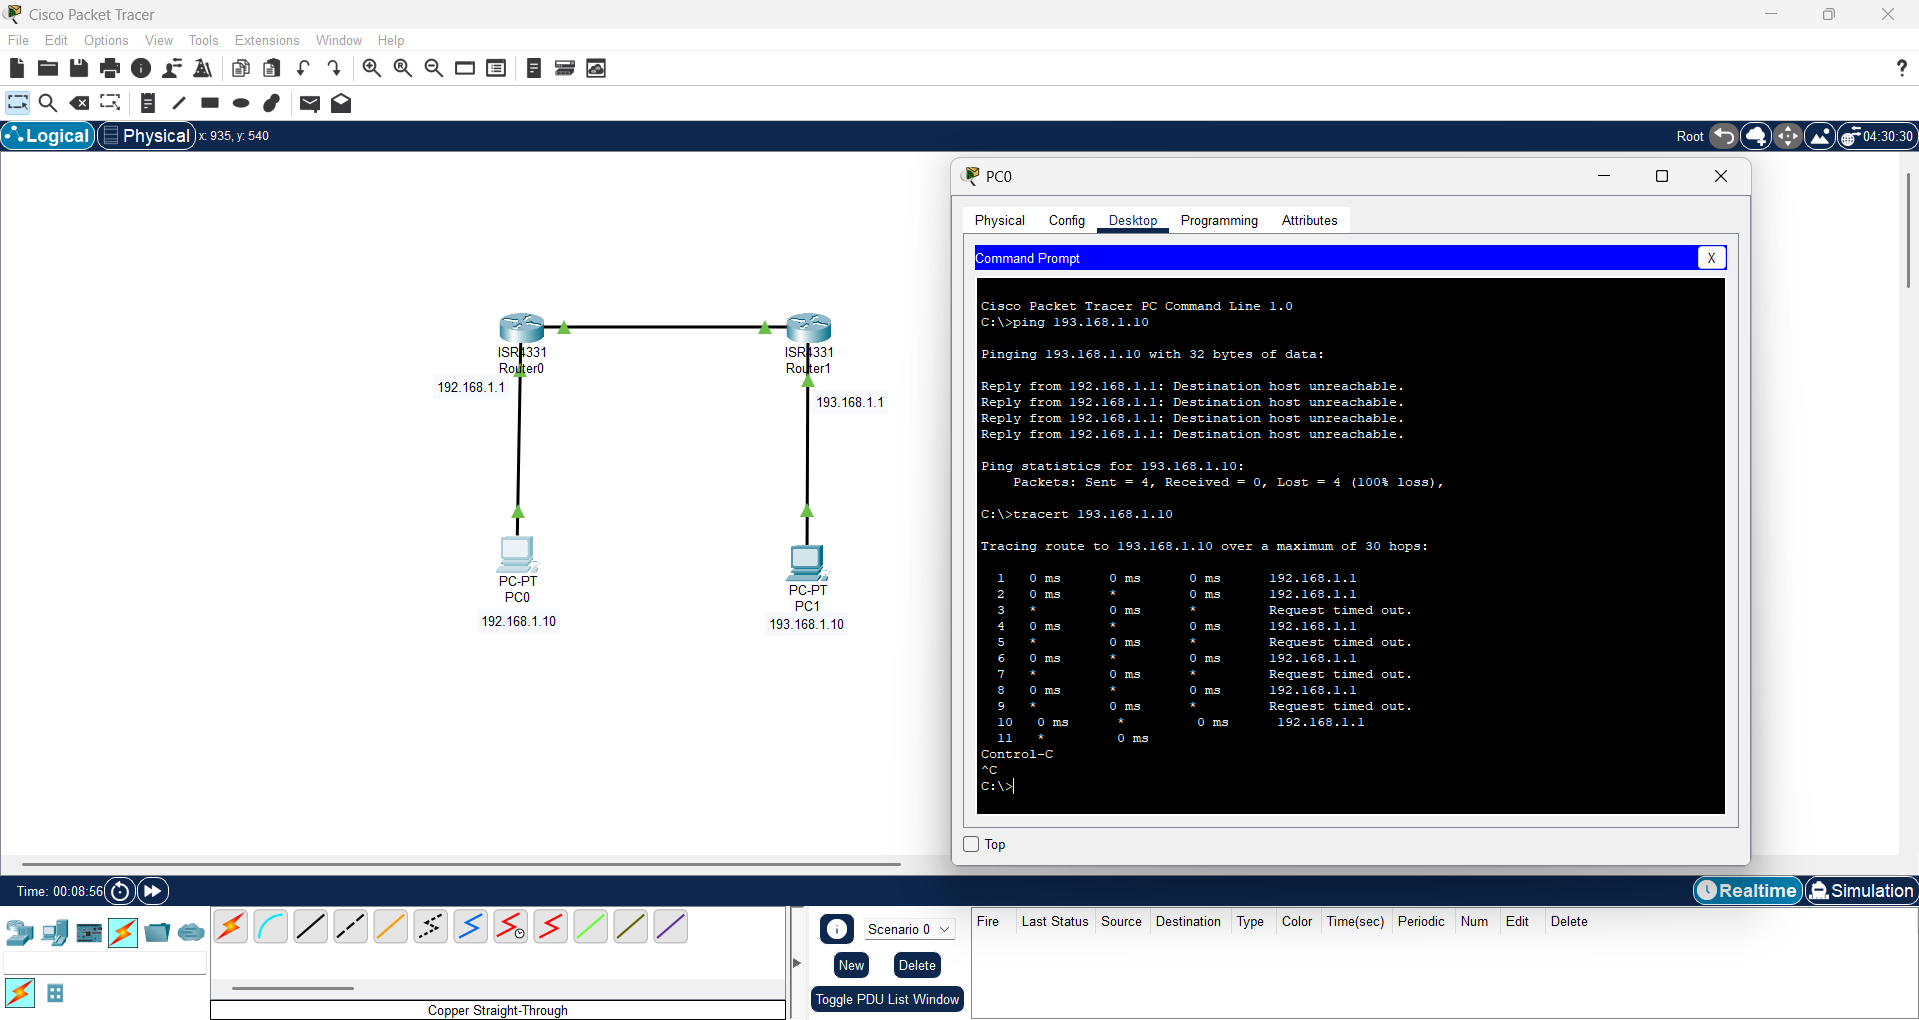 Cisco Packet Tracer
File Edit Options View Tools Extensions Window Help
?
Logical Physical x: 935, y: 540 Root 04:30:30
PC0
Physical Config Desktop Programming Attributes
Command Prompt X
Cisco Packet Tracer PC Command Line 1.0
C:\>ping 193.168.1.10
Pinging 193.168.1.10 with 32 bytes of data:
Reply from 192.168.1.1: Destination host unreachable.
Reply from 192.168.1.1: Destination host unreachable.
Reply from 192.168.1.1: Destination host unreachable.
Reply from 192.168.1.1: Destination host unreachable.
Ping statistics for 193.168.1.10:
Packets: Sent = 4, Received = 0, Lost = 4 (100% loss),
C:\>tracert 193.168.1.10
Tracing route to 193.168.1.10 over a maximum of 30 hops:
1 0 ms 0 ms 0 ms 192.168.1.1
2 0 ms * 0 ms 192.168.1.1
3 * 0 ms * Request timed out.
4 0 ms * 0 ms 192.168.1.1
5 * 0 ms * Request timed out.
6 0 ms * 0 ms 192.168.1.1
7 * 0 ms * Request timed out.
8 0 ms * 0 ms 192.168.1.1
9 * 0 ms * Request timed out.
10 0 ms * 0 ms 192.168.1.1
11 * 0 ms
Control-C
^C
C:\>
Top
ISR4331
Router0
192.168.1.1
ISR4331
Router1
193.168.1.1
PC-PT
PC0
192.168.1.10
PC-PT
PC1
193.168.1.10
Time: 00:08:56 Realtime Simulation
Scenario 0
New Delete
Toggle PDU List Window
Fire Last Status Source Destination Type Color Time(sec) Periodic Num Edit Delete
Copper Straight-Through